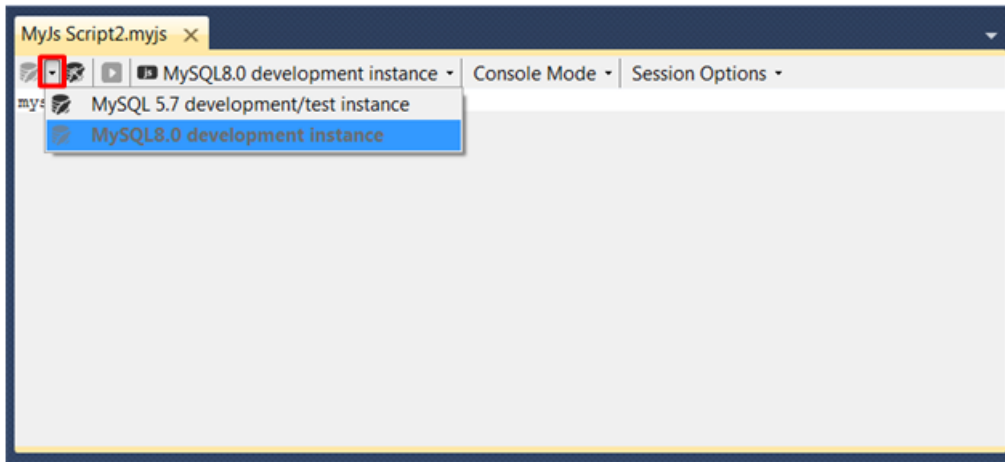 MyJs Script2.myjs
MySQL8.0 development instance Console Mode Session Options
MySQL 5.7 development/test instance
MySQL8.0 development instance